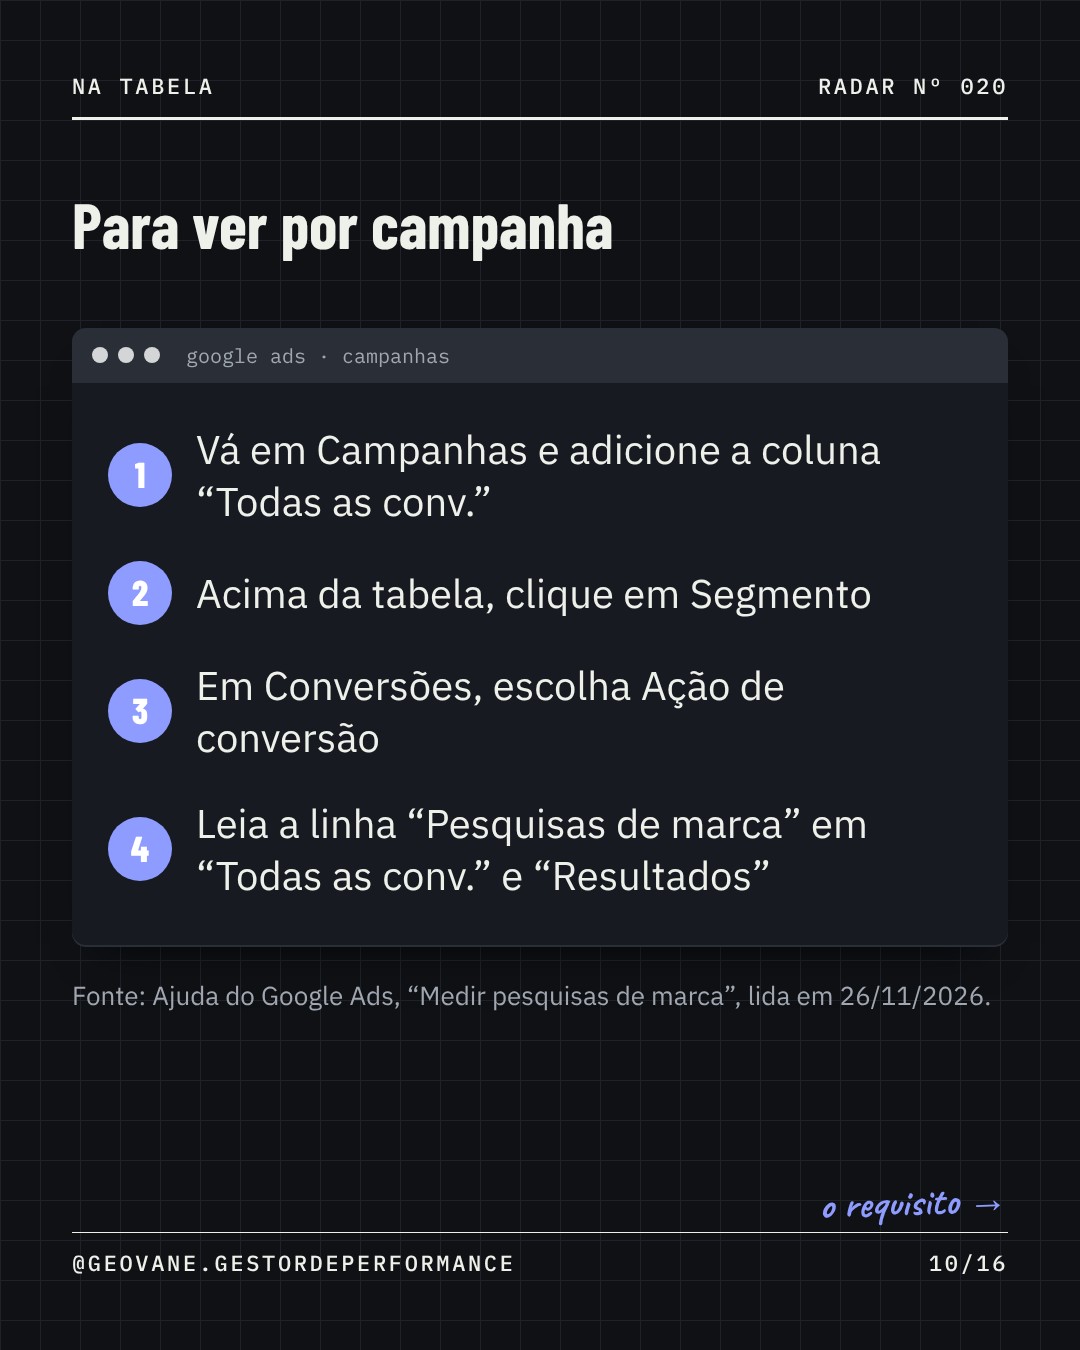 NA TABELA
RADAR Nº 020
Para ver por campanha
google ads · campanhas
1
Vá em Campanhas e adicione a coluna
“Todas as conv.”
2
Acima da tabela, clique em Segmento
3
Em Conversões, escolha Ação de
conversão
4
Leia a linha “Pesquisas de marca” em
“Todas as conv.” e “Resultados”
Fonte: Ajuda do Google Ads, “Medir pesquisas de marca”, lida em 26/11/2026.
o requisito →
@GEOVANE.GESTORDEPERFORMANCE
10/16